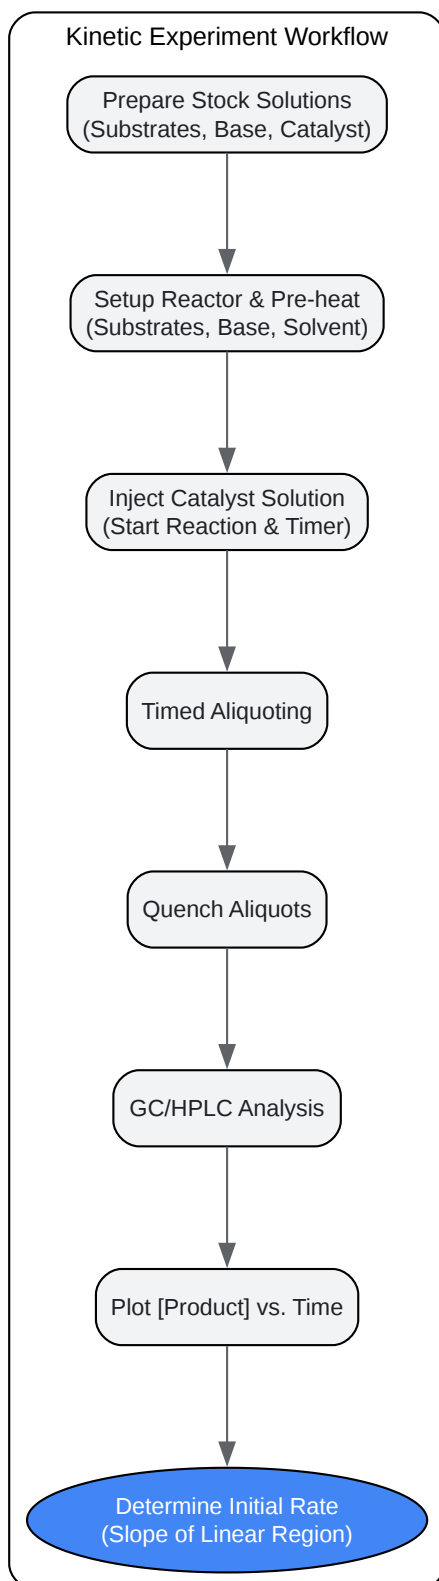 Kinetic Experiment Workflow
Prepare Stock Solutions
(Substrates, Base, Catalyst)
Setup Reactor & Pre-heat
(Substrates, Base, Solvent)
Inject Catalyst Solution
(Start Reaction & Timer)
Timed Aliquoting
Quench Aliquots
GC/HPLC Analysis
Plot [Product] vs. Time
Determine Initial Rate
(Slope of Linear Region)